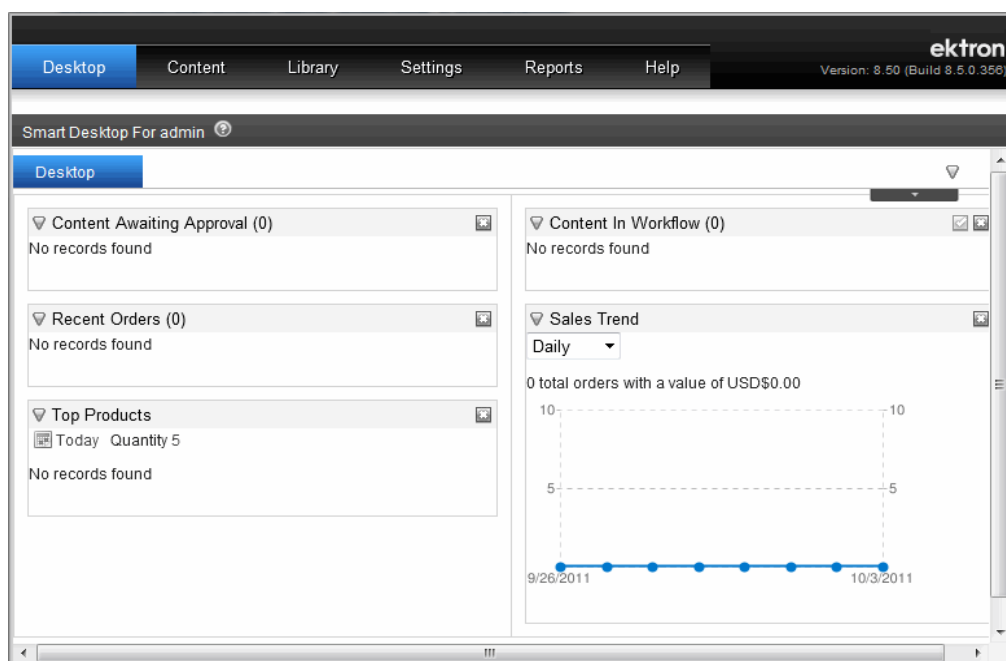 ektron
Desktop Content Library Settings Reports Help
Version: 8.50 (Build 8.5.0.356)
Smart Desktop For admin
Desktop
Content Awaiting Approval (0)
No records found
Recent Orders (0)
No records found
Top Products
Today Quantity 5
No records found
Content In Workflow (0)
No records found
Sales Trend
Daily
0 total orders with a value of USD$0.00
10 10
5 5
9/26/2011 10/3/2011